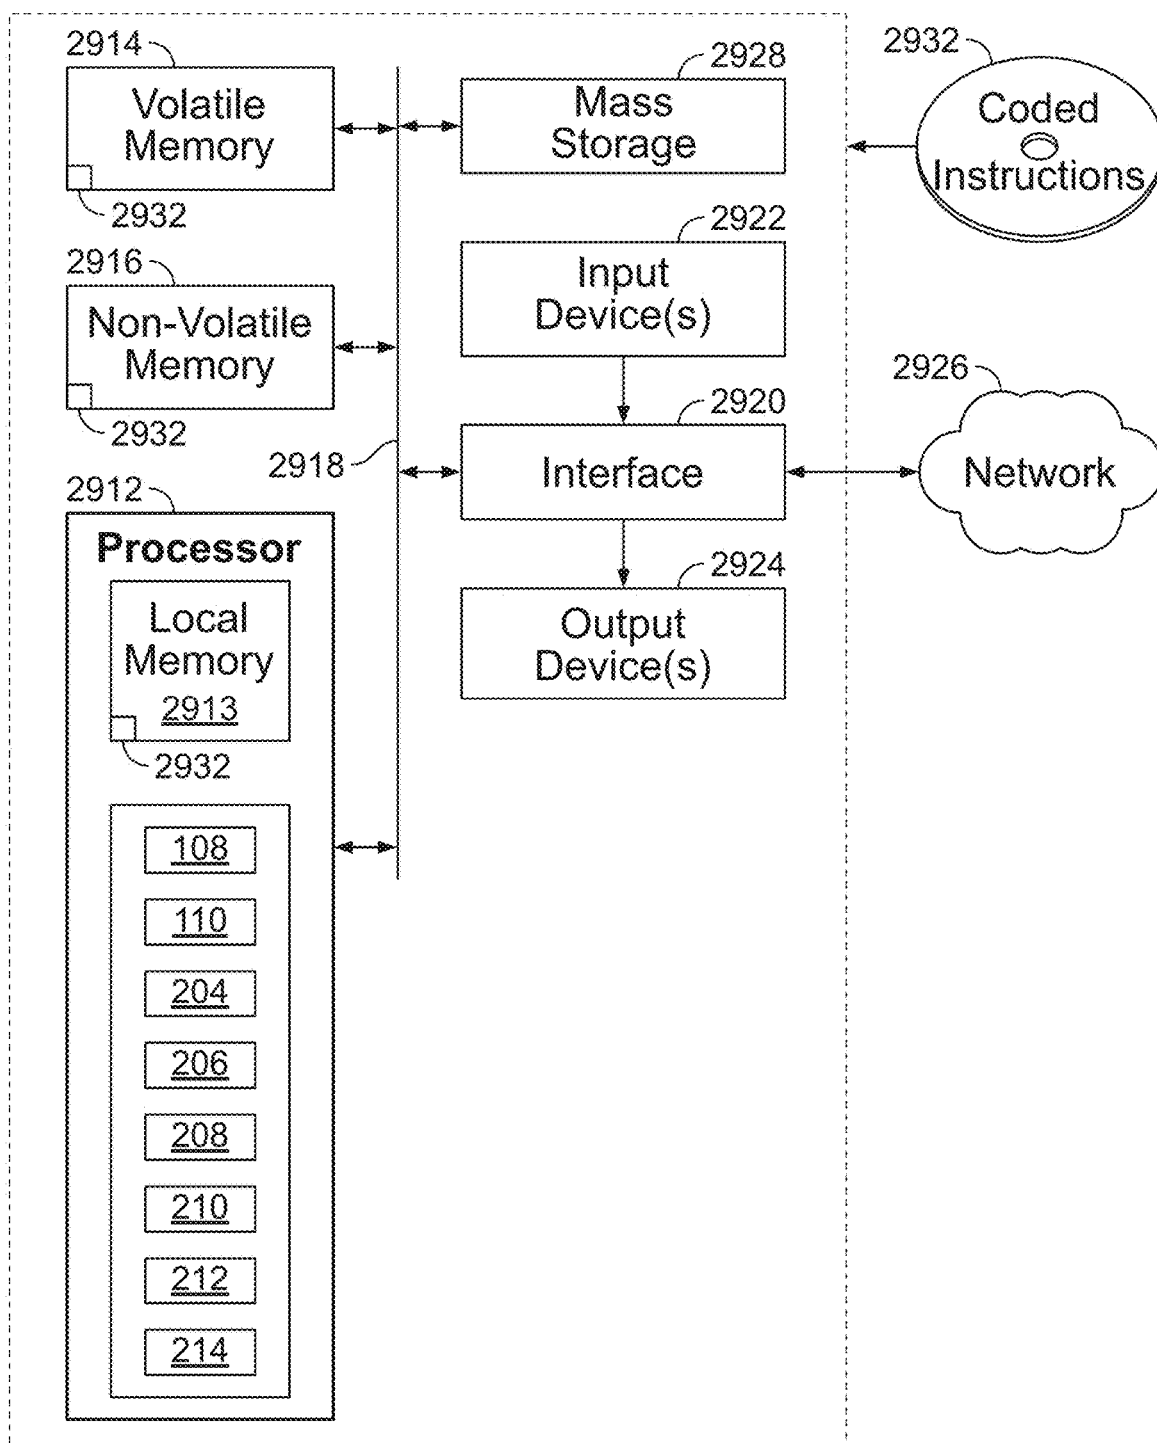 2914
Volatile
Memory
2932
2916
Non-Volatile
Memory
2932
2918
2912
Processor
Local
Memory
2913
2932
108
110
204
206
208
210
212
214
2928
Mass
Storage
2922
Input
Device(s)
2920
Interface
2924
Output
Device(s)
2932
Coded
Instructions
2926
Network